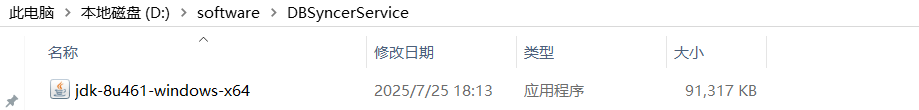 此电脑 > 本地磁盘 (D:) > software > DBSyncerService
名称 修改日期 类型 大小
jdk-8u461-windows-x64 2025/7/25 18:13 应用程序 91,317 KB